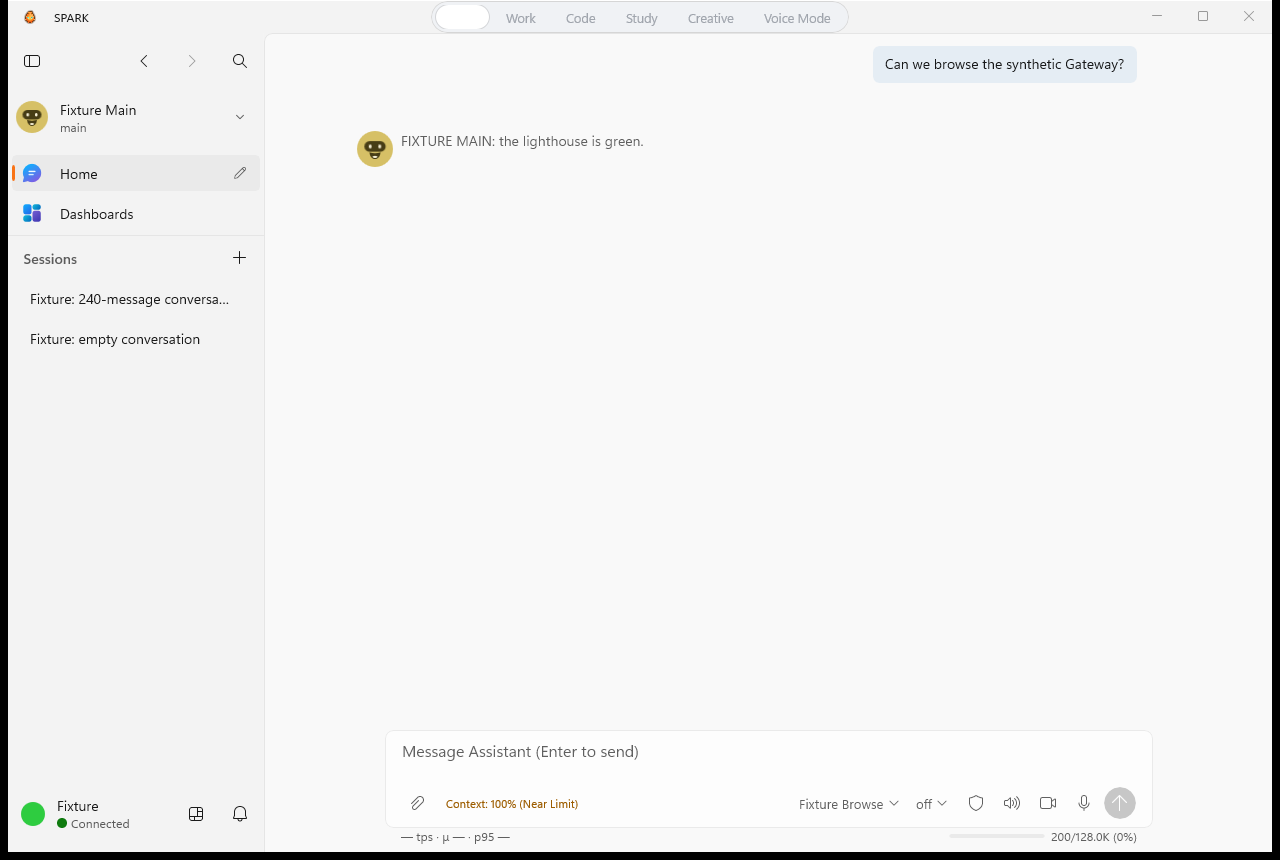 SPARK
Work
Code
Study
Creative
Voice Mode
Fixture Main
main
Home
Dashboards
Sessions
Fixture: 240-message conversa...
Fixture: empty conversation
Fixture
Connected
Can we browse the synthetic Gateway?
FIXTURE MAIN: the lighthouse is green.
Message Assistant (Enter to send)
Context: 100% (Near Limit)
Fixture Browse
off
— tps · μ — · p95 —
200/128.0K (0%)